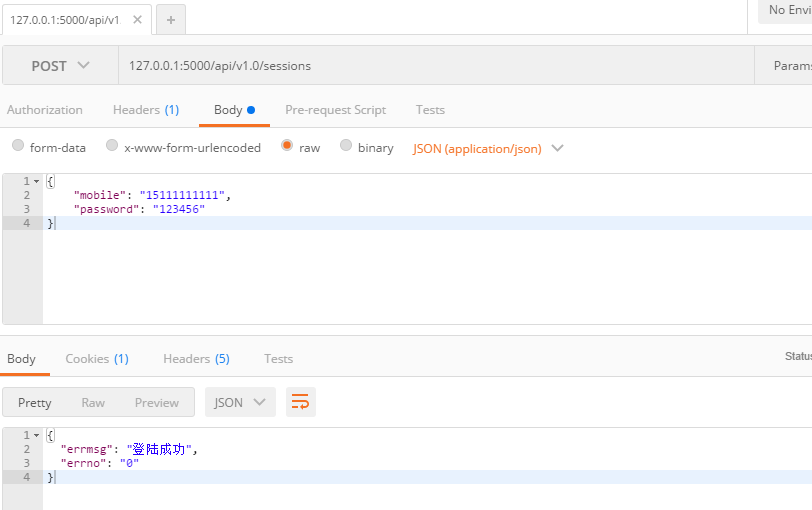 127.0.0.1:5000/api/v1
No Envi
POST 127.0.0.1:5000/api/v1.0/sessions Params
Authorization Headers (1) Body Pre-request Script Tests
form-data x-www-form-urlencoded raw binary JSON (application/json)
1 {
2 "mobile": "15111111111",
3 "password": "123456"
4 }
Body Cookies (1) Headers (5) Tests Status
Pretty Raw Preview JSON
1 {
2 "errmsg": "登陆成功",
3 "errno": "0"
4 }